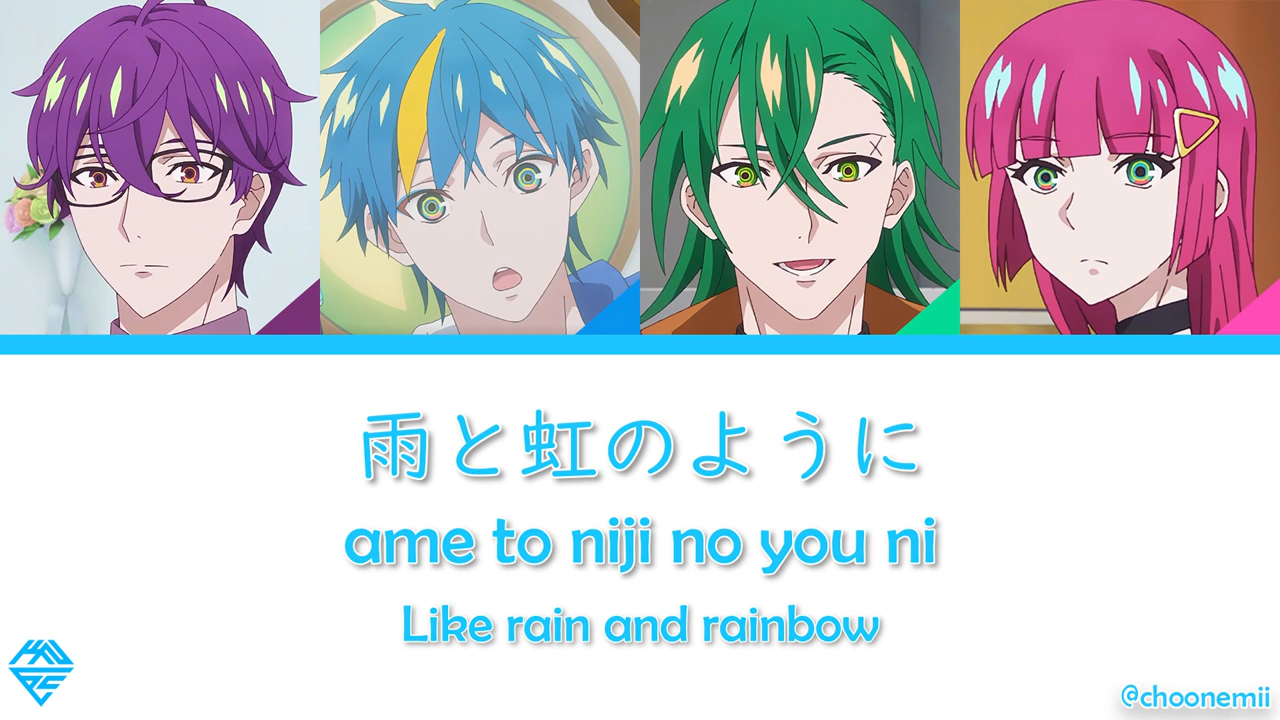 雨と虹のように
ame to niji no you ni
Like rain and rainbow
@choonemii